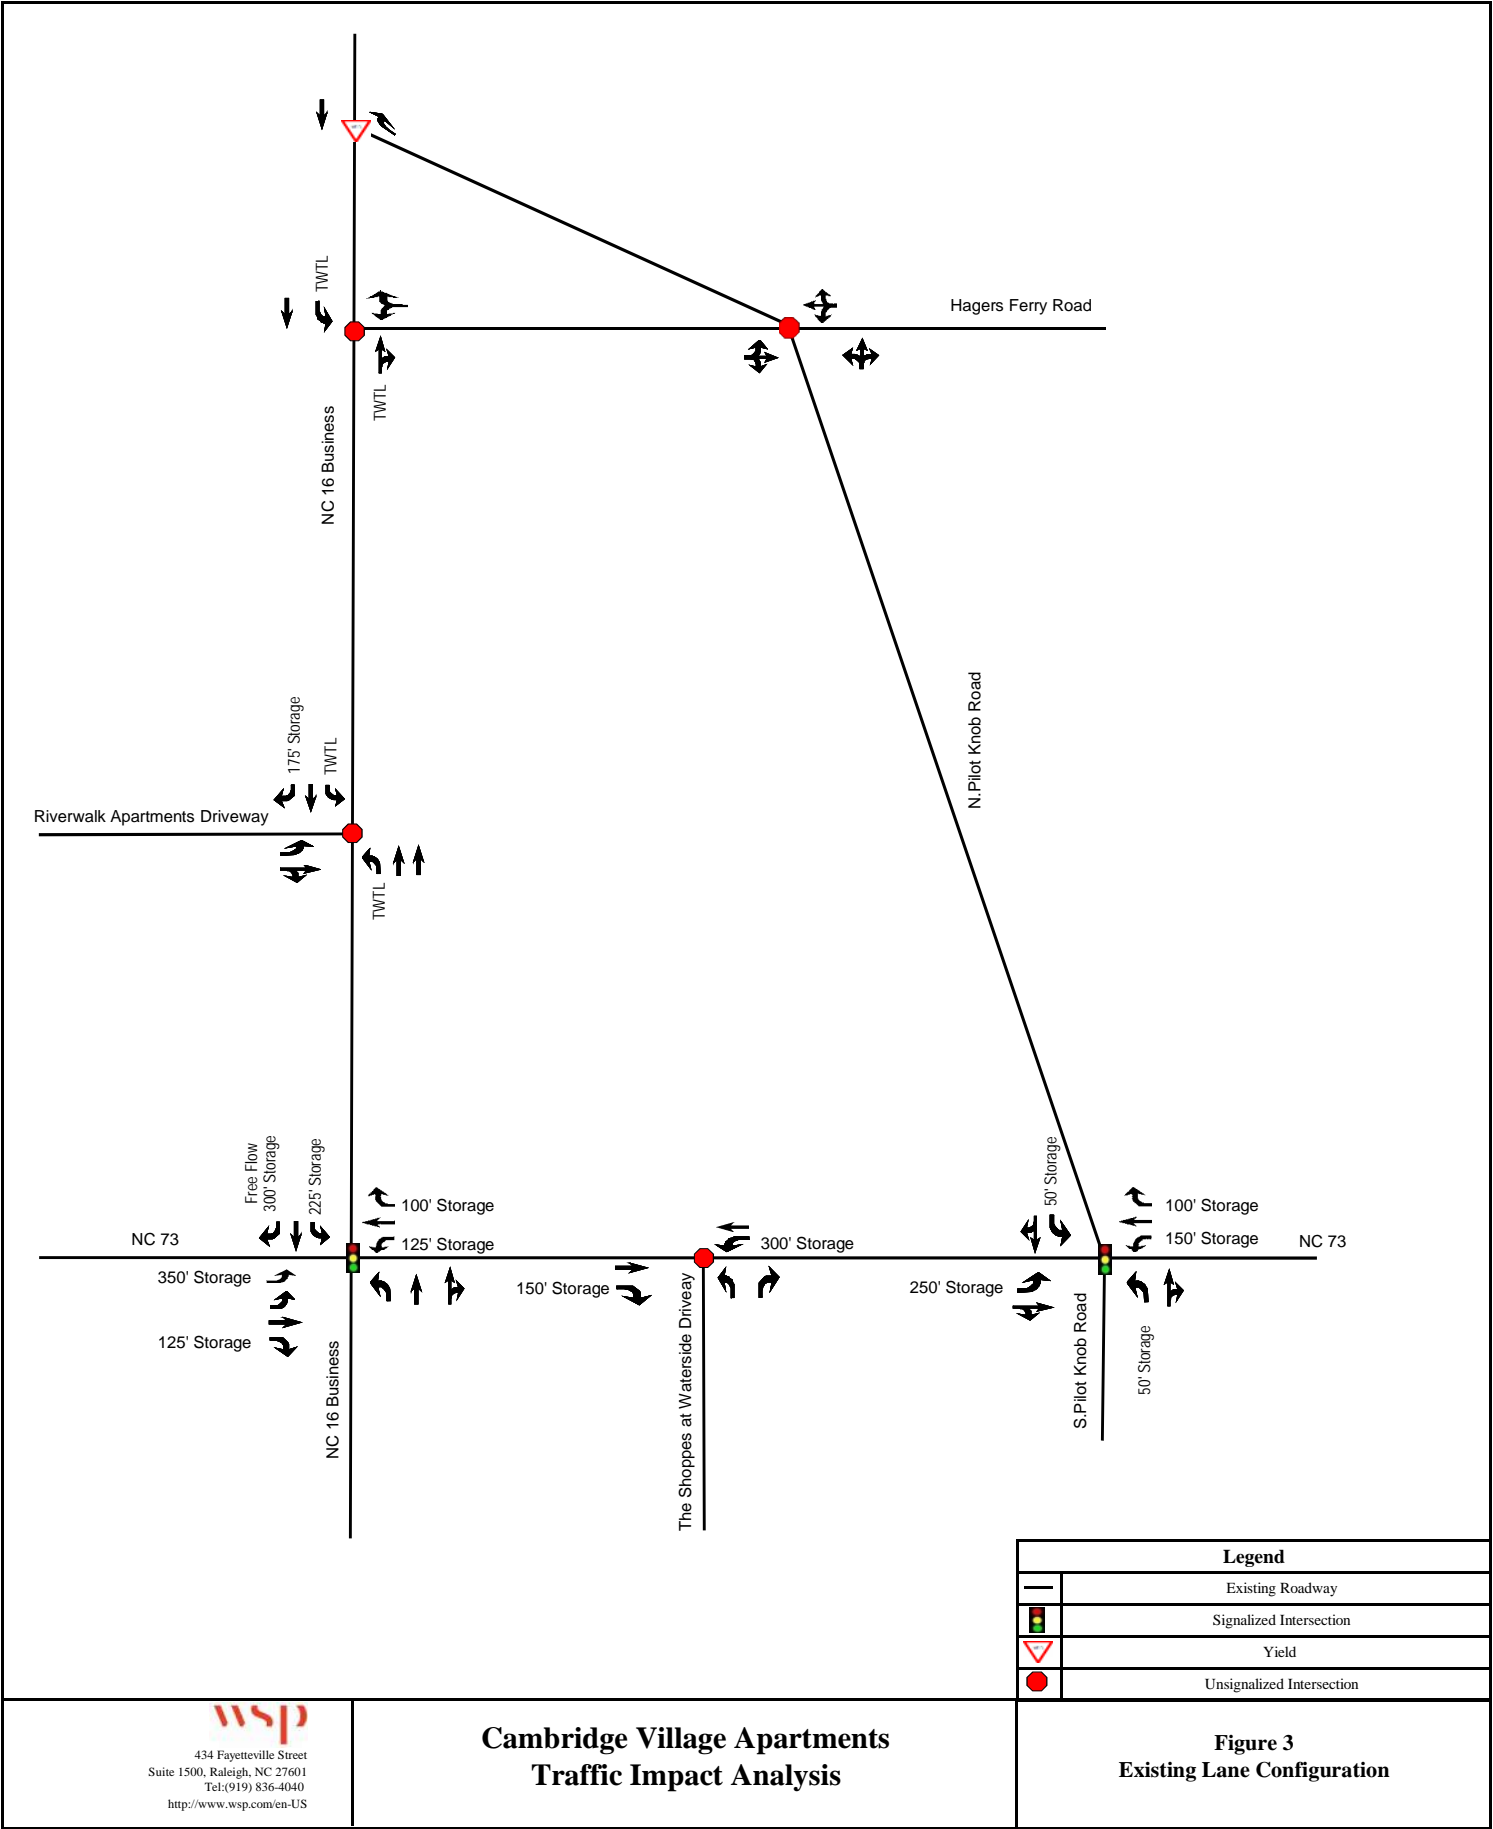 TWTL
Hagers Ferry Road
TWTL
NC 16 Business
N.Pilot Knob Road
175' Storage
TWTL
Riverwalk Apartments Driveway
TWTL
Free Flow
300' Storage
225' Storage
50' Storage
100' Storage
100' Storage
NC 73
125' Storage
300' Storage
150' Storage
NC 73
350' Storage
150' Storage
250' Storage
125' Storage
NC 16 Business
The Shoppes at Waterside Driveay
S.Pilot Knob Road
50' Storage
Legend
Existing Roadway
Signalized Intersection
Yield
Unsignalized Intersection
wsp
434 Fayetteville Street
Suite 1500, Raleigh, NC 27601
Tel:(919) 836-4040
http://www.wsp.com/en-US
Cambridge Village Apartments
Traffic Impact Analysis
Figure 3
Existing Lane Configuration